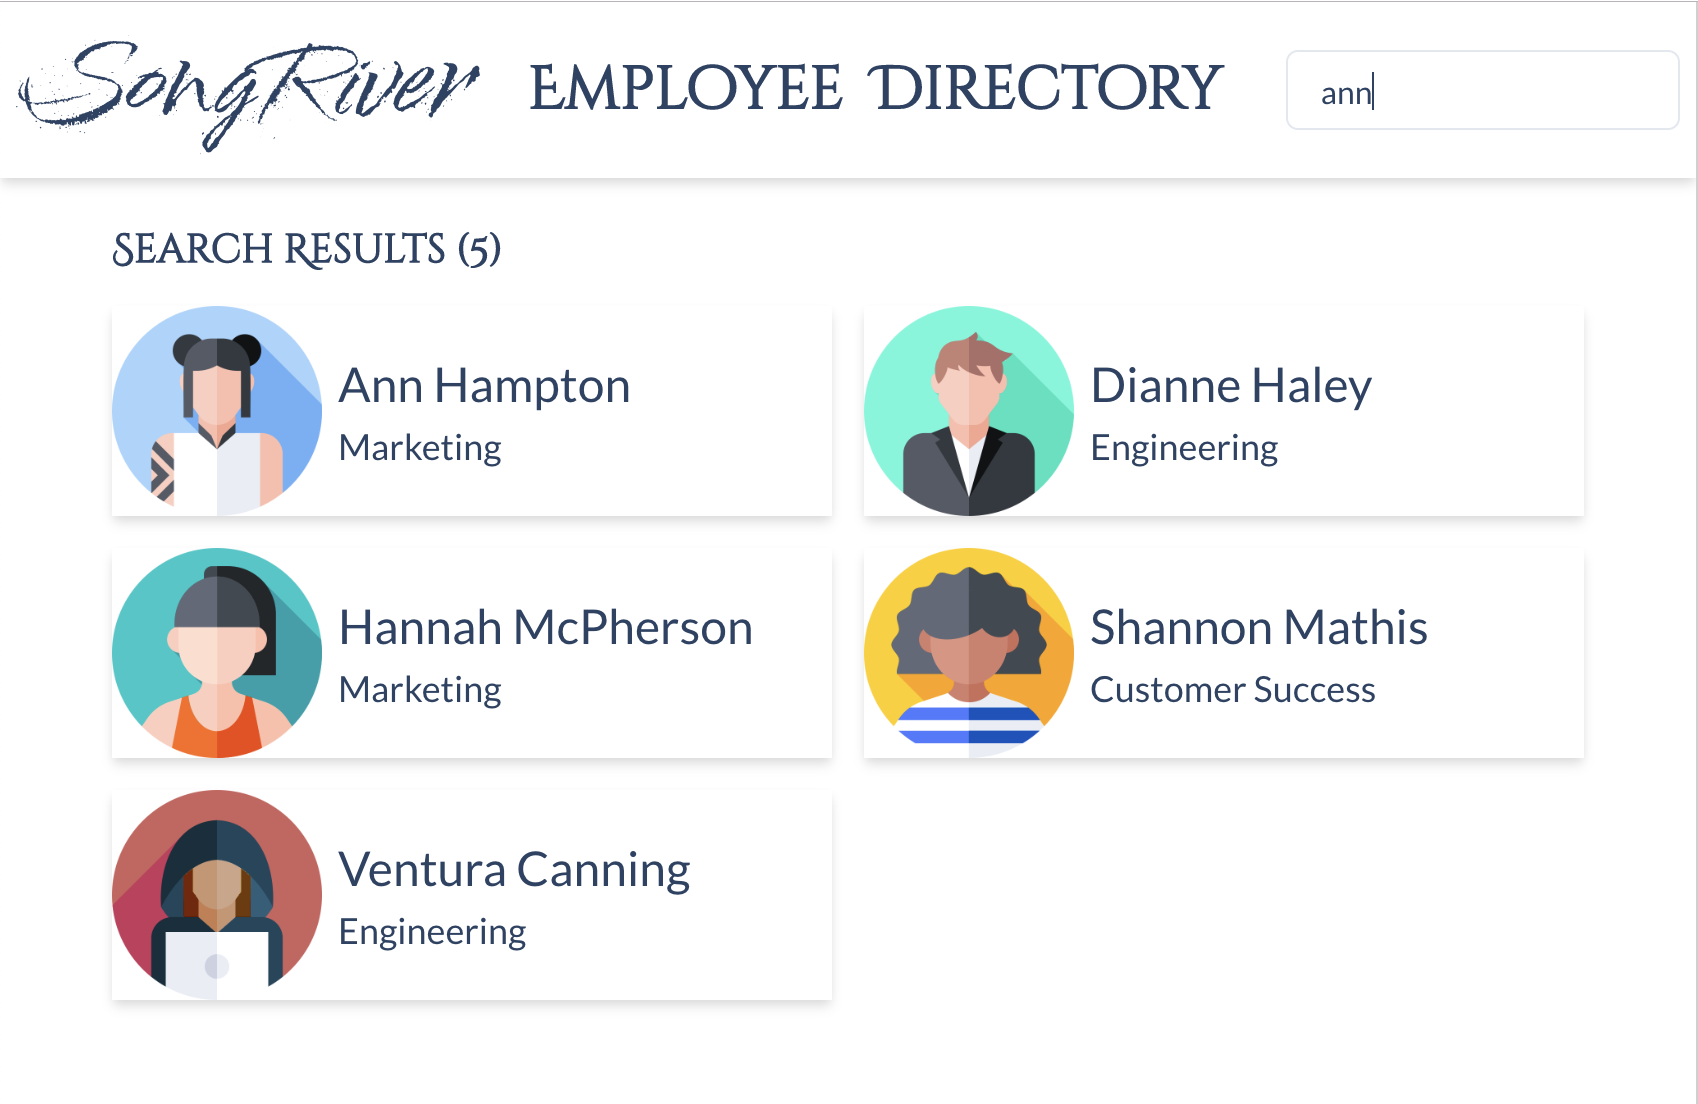 SongRiver
Employee Directory
ann
Search Results (5)
Ann Hampton
Marketing
Dianne Haley
Engineering
Hannah McPherson
Marketing
Shannon Mathis
Customer Success
Ventura Canning
Engineering